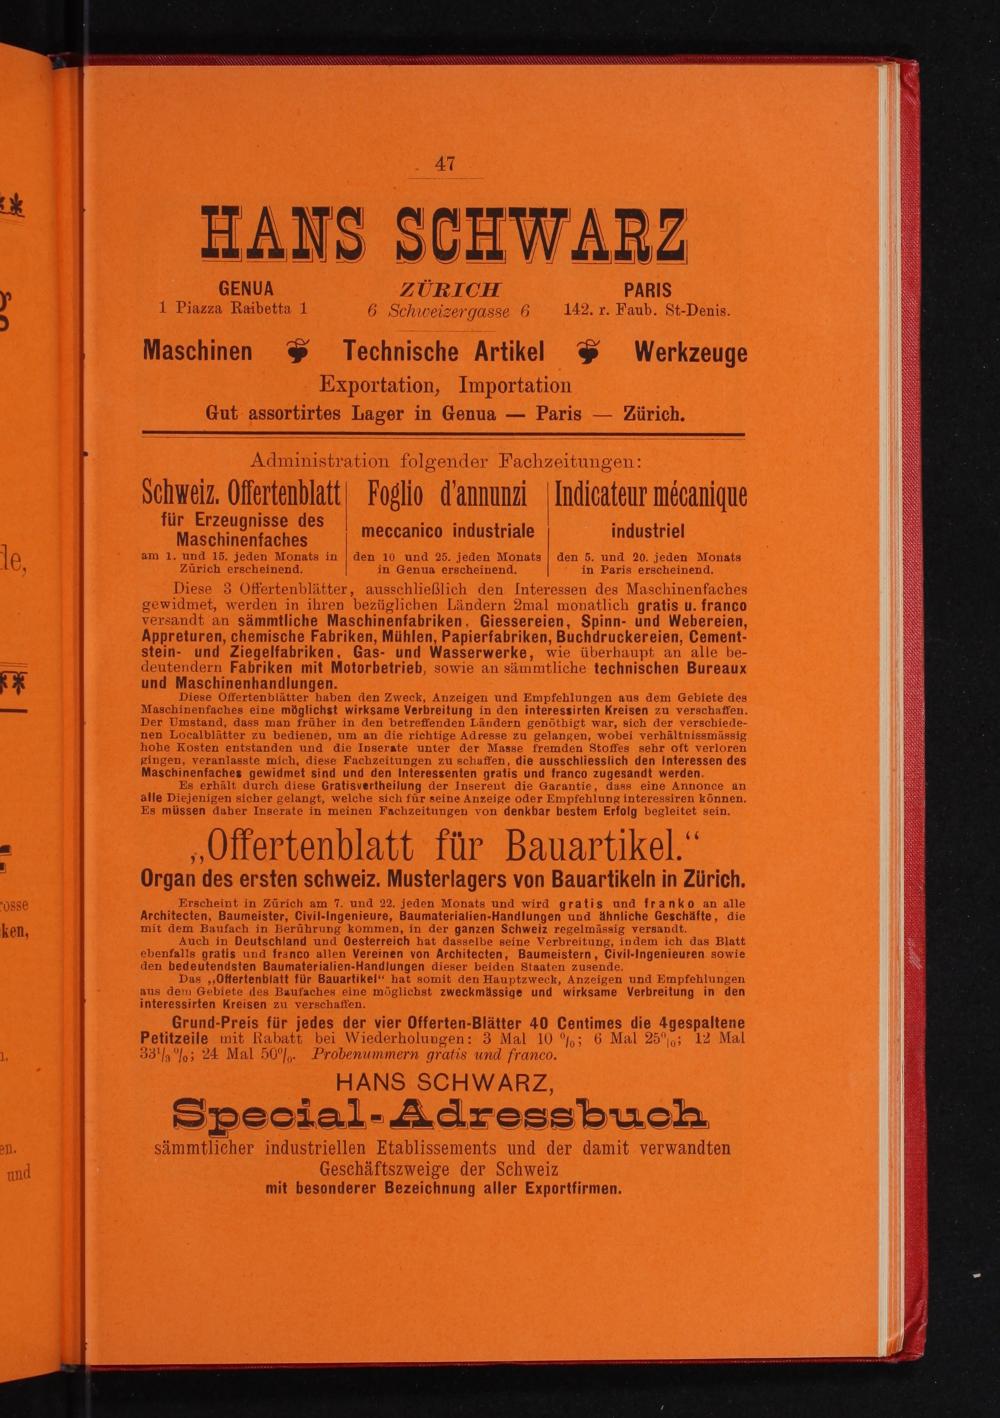 47
HANS SCHWARZ
GENUA ZÜRICH PARIS
1 Piazza Raibetta 1 6 Schweizergasse 6 142. r. Faub. St-Denis.
Maschinen Technische Artikel Werkzeuge
Exportation, Importation
Gut assortirtes Lager in Genua — Paris — Zürich.
Administration folgender Fachzeitungen:
Schweiz. Offertenblatt
für Erzeugnisse des
Maschinenfaches
am 1. und 15. jeden Monats in
Zürich erscheinend.
Foglio d'annunzi
meccanico industriale
den 10 und 25. jeden Monats
in Genua erscheinend.
Indicateur mécanique
industriel
den 5. und 20. jeden Monats
in Paris erscheinend.
Diese 3 Offertenblätter, ausschließlich den Interessen des Maschinenfaches
gewidmet, werden in ihren bezüglichen Ländern 2mal monatlich gratis u. franco
versandt an sämmtliche Maschinenfabriken, Giessereien, Spinn- und Webereien,
Appreturen, chemische Fabriken, Mühlen, Papierfabriken, Buchdruckereien, Cement-
stein- und Ziegelfabriken, Gas- und Wasserwerke, wie überhaupt an alle be-
deutendern Fabriken mit Motorbetrieb, sowie an sämmtliche technischen Bureaux
und Maschinenhandlungen.
Diese Offertenblätter haben den Zweck, Anzeigen und Empfehlungen aus dem Gebiete des
Maschinenfaches eine möglichst wirksame Verbreitung in den interessirten Kreisen zu verschaffen.
Der Umstand, dass man früher in den betreffenden Ländern genöthigt war, sich der verschiede-
nen Localblätter zu bedienen, um an die richtige Adresse zu gelangen, wobei verhältnissmässig
hohe Kosten entstanden und die Inserate unter der Masse fremden Stoffes sehr oft verloren
gingen, veranlasste mich, diese Fachzeitungen zu schaffen, die ausschliesslich den Interessen des
Maschinenfaches gewidmet sind und den Interessenten gratis und franco zugesandt werden.
Es erhält durch diese Gratisvertheilung der Inserent die Garantie, dass eine Annonce an
alle Diejenigen sicher gelangt, welche sich für seine Anzeige oder Empfehlung interessiren können.
Es müssen daher Inserate in meinen Fachzeitungen von denkbar bestem Erfolg begleitet sein.
„Offertenblatt für Bauartikel.“
Organ des ersten schweiz. Musterlagers von Bauartikeln in Zürich.
Erscheint in Zürich am 7. und 22. jeden Monats und wird gratis und franko an alle
Architecten, Baumeister, Civil-Ingenieure, Baumaterialien-Handlungen und ähnliche Geschäfte, die
mit dem Baufach in Berührung kommen, in der ganzen Schweiz regelmässig versandt.
Auch in Deutschland und Oesterreich hat dasselbe seine Verbreitung, indem ich das Blatt
ebenfalls gratis und franco allen Vereinen von Architecten, Baumeistern, Civil-Ingenieuren sowie
den bedeutendsten Baumaterialien-Handlungen dieser beiden Staaten zusende.
Das „Offertenblatt für Bauartikel“ hat somit den Hauptzweck, Anzeigen und Empfehlungen
aus dem Gebiete des Baufaches eine möglichst zweckmässige und wirksame Verbreitung in den
interessirten Kreisen zu verschaffen.
Grund-Preis für jedes der vier Offerten-Blätter 40 Centimes die 4gespaltene
Petitzeile mit Rabatt bei Wiederholungen: 3 Mal 10 %; 6 Mal 25%; 12 Mal
33⅓%; 24 Mal 50%. Probenummern gratis und franco.
HANS SCHWARZ,
Special-Adressbuch
sämmtlicher industriellen Etablissements und der damit verwandten
Geschäftszweige der Schweiz
mit besonderer Bezeichnung aller Exportfirmen.